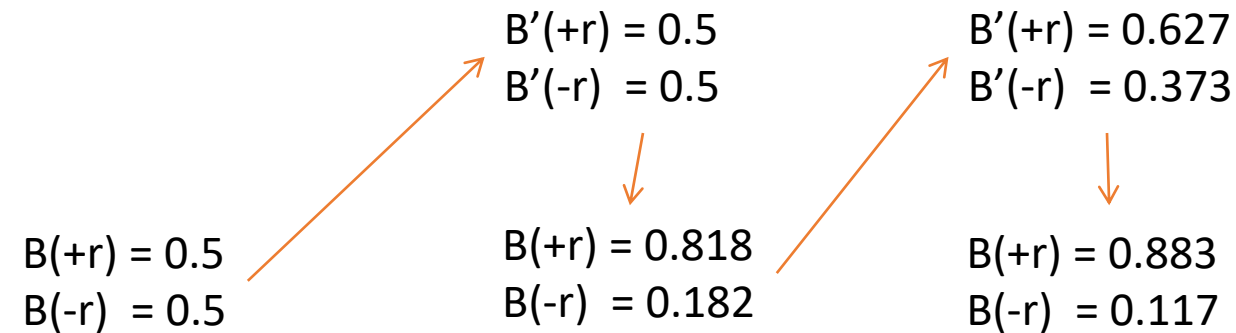 B’(+r) = 0.5
B’(-r) = 0.5
B’(+r) = 0.627
B’(-r) = 0.373
B(+r) = 0.5
B(-r) = 0.5
B(+r) = 0.818
B(-r) = 0.182
B(+r) = 0.883
B(-r) = 0.117